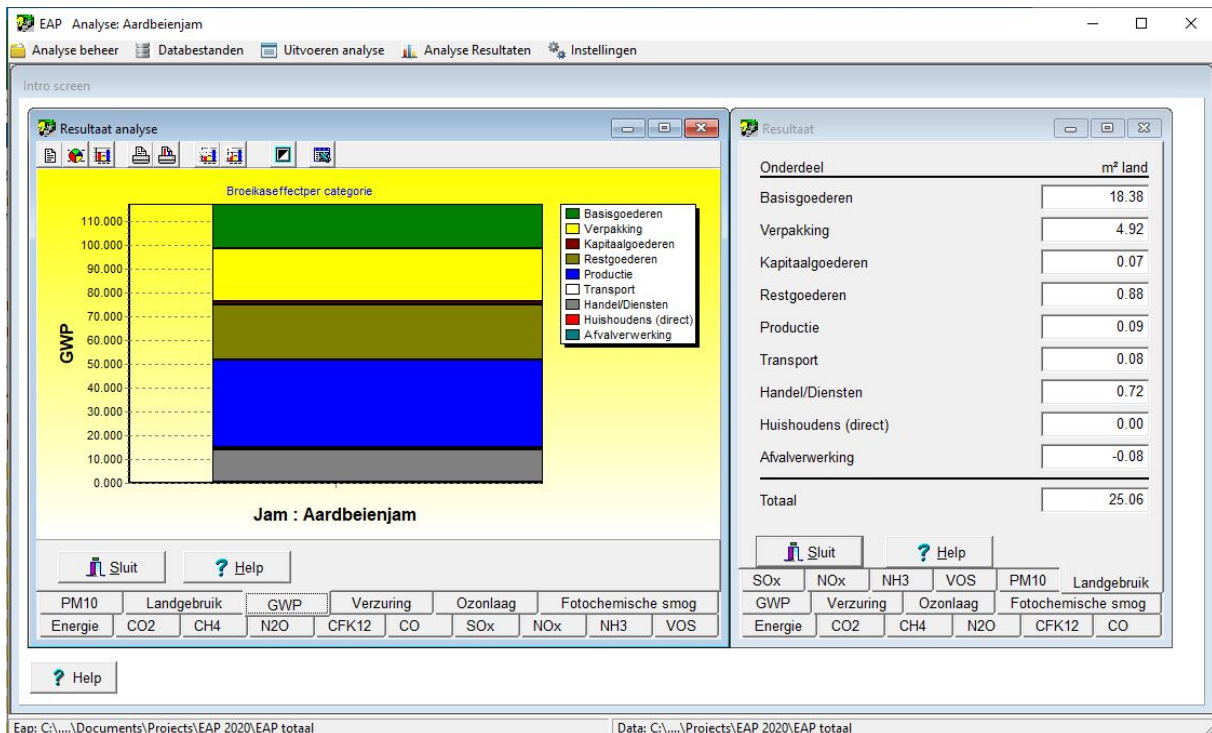 EAP Analyse: Aardbeienjam
Analyse beheer Databestanden Uitvoeren analyse Analyse Resultaten Instellingen
Intro screen
Resultaat analyse
Broeikaseffectper categorie
110.000
100.000
90.000
80.000
70.000
60.000
50.000
40.000
30.000
20.000
10.000
0.000
GWP
Jam : Aardbeienjam
Basisgoederen
Verpakking
Kapitaalgoederen
Restgoederen
Productie
Transport
Handel/Diensten
Huishoudens (direct)
Afvalverwerking
Sluit ? Help
PM10 Landgebruik GWP Verzuring Ozonlaag Fotochemische smog
Energie CO2 CH4 N2O CFK12 CO SOx NOx NH3 VOS
Resultaat
Onderdeel m² land
Basisgoederen 18.38
Verpakking 4.92
Kapitaalgoederen 0.07
Restgoederen 0.88
Productie 0.09
Transport 0.08
Handel/Diensten 0.72
Huishoudens (direct) 0.00
Afvalverwerking -0.08
Totaal 25.06
Sluit ? Help
SOx NOx NH3 VOS PM10 Landgebruik
GWP Verzuring Ozonlaag Fotochemische smog
Energie CO2 CH4 N2O CFK12 CO
? Help
Eap: C:\....\Documents\Projects\EAP 2020\EAP totaal Data: C:\....\Projects\EAP 2020\EAP totaal